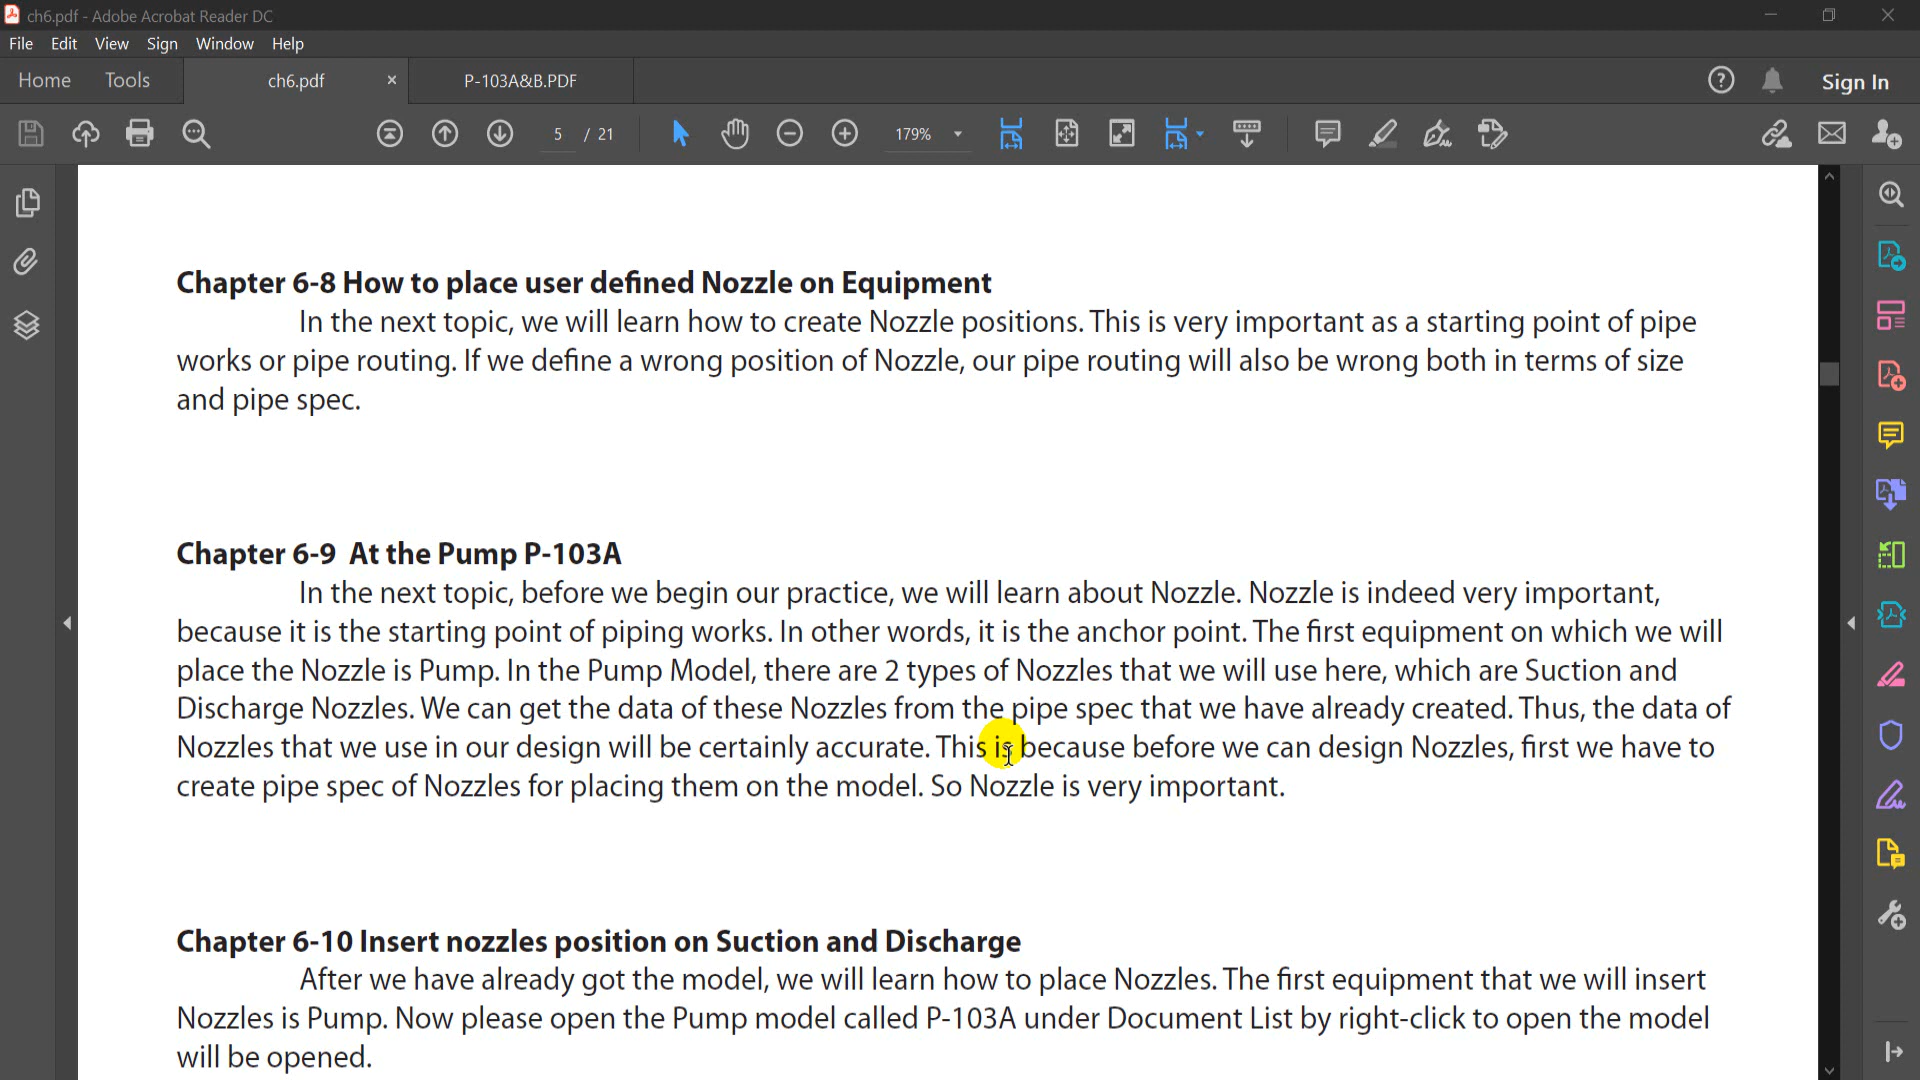 ch6.pdf - Adobe Acrobat Reader DC
File Edit View Sign Window Help
Home Tools ch6.pdf P-103A&B.PDF Sign In
5 / 21 179%
Chapter 6-8 How to place user defined Nozzle on Equipment
In the next topic, we will learn how to create Nozzle positions. This is very important as a starting point of pipe
works or pipe routing. If we define a wrong position of Nozzle, our pipe routing will also be wrong both in terms of size
and pipe spec.
Chapter 6-9 At the Pump P-103A
In the next topic, before we begin our practice, we will learn about Nozzle. Nozzle is indeed very important,
because it is the starting point of piping works. In other words, it is the anchor point. The first equipment on which we will
place the Nozzle is Pump. In the Pump Model, there are 2 types of Nozzles that we will use here, which are Suction and
Discharge Nozzles. We can get the data of these Nozzles from the pipe spec that we have already created. Thus, the data of
Nozzles that we use in our design will be certainly accurate. This is because before we can design Nozzles, first we have to
create pipe spec of Nozzles for placing them on the model. So Nozzle is very important.
Chapter 6-10 Insert nozzles position on Suction and Discharge
After we have already got the model, we will learn how to place Nozzles. The first equipment that we will insert
Nozzles is Pump. Now please open the Pump model called P-103A under Document List by right-click to open the model
will be opened.